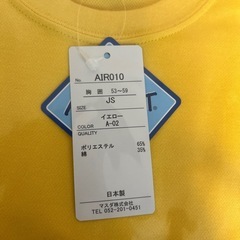 No. AIR010
胸囲 53～59
SIZE JS
イエロー
COLOR A-02
QUALITY
ポリエステル 65%
綿 35%
日本製
マスダ株式会社
TEL 052-201-0451